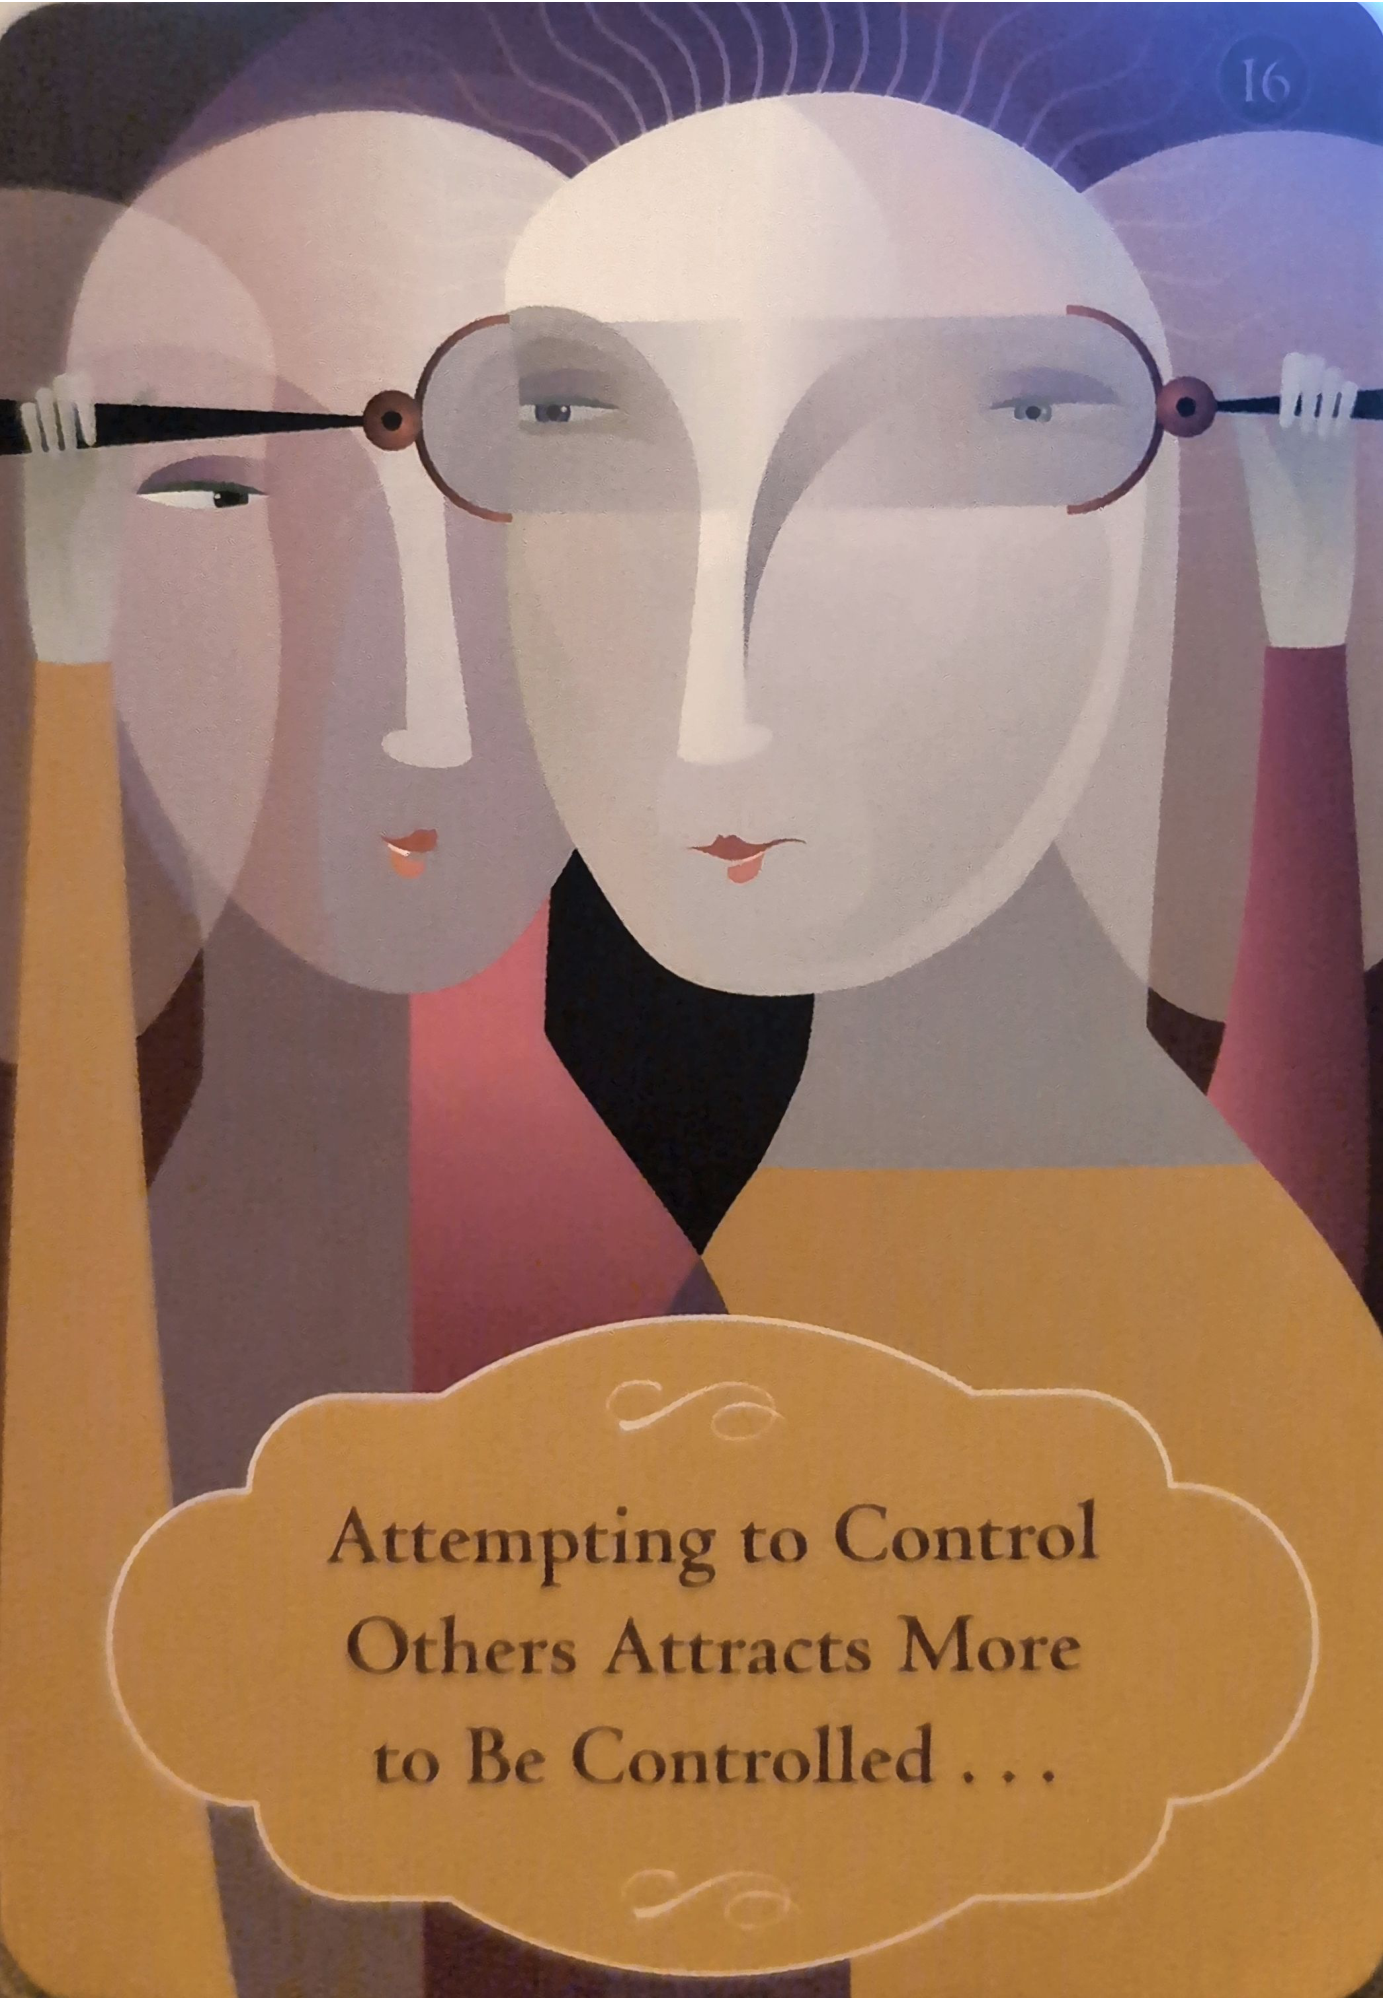 16
Attempting to Control
Others Attracts More
to Be Controlled . . .